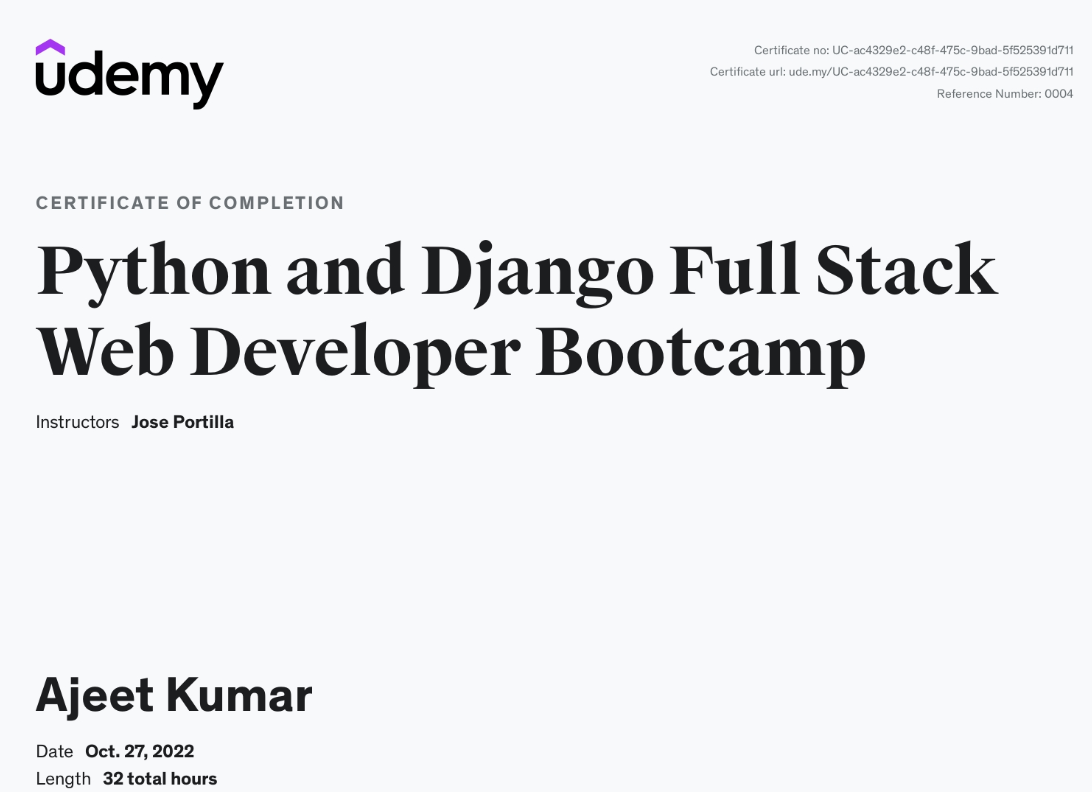 udemy
Certificate no: UC-ac4329e2-c48f-475c-9bad-5f525391d711
Certificate url: ude.my/UC-ac4329e2-c48f-475c-9bad-5f525391d711
Reference Number: 0004
CERTIFICATE OF COMPLETION
Python and Django Full Stack
Web Developer Bootcamp
Instructors Jose Portilla
Ajeet Kumar
Date Oct. 27, 2022
Length 32 total hours